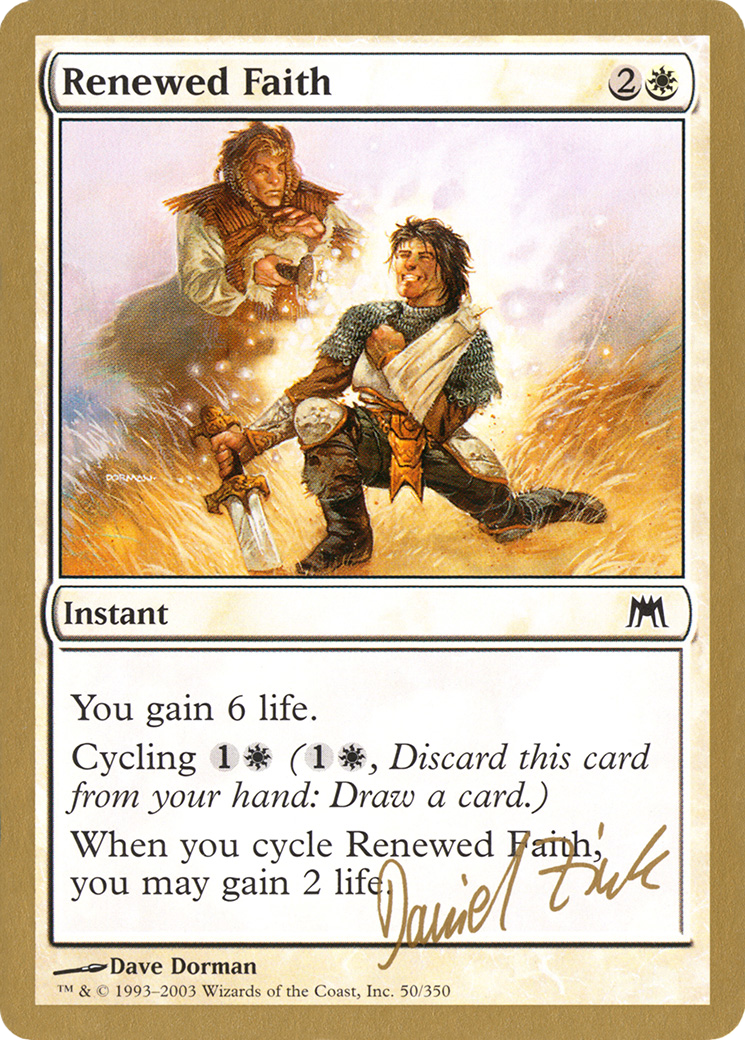 Renewed Faith 2
DORMAN
Instant
You gain 6 life.
Cycling 1 (1, Discard this card
from your hand: Draw a card.)
When you cycle Renewed Faith,
you may gain 2 life.
Daniel Zink
Dave Dorman
™ & © 1993–2003 Wizards of the Coast, Inc. 50/350